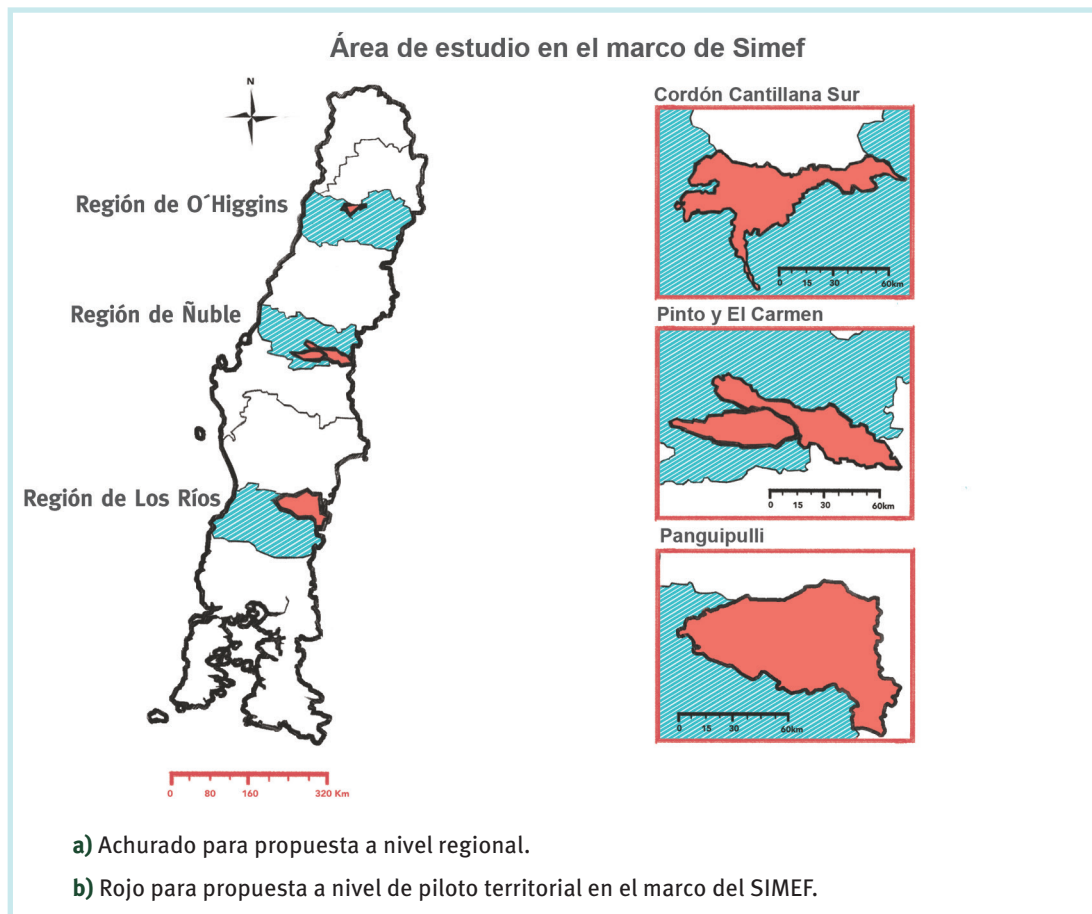 Área de estudio en el marco de Simef
N
Región de O´Higgins
Región de Ñuble
Región de Los Ríos
0 80 160 320 Km
Cordón Cantillana Sur
0 15 30 60km
Pinto y El Carmen
0 15 30 60km
Panguipulli
0 15 30 60km
a) Achurado para propuesta a nivel regional.
b) Rojo para propuesta a nivel de piloto territorial en el marco del SIMEF.